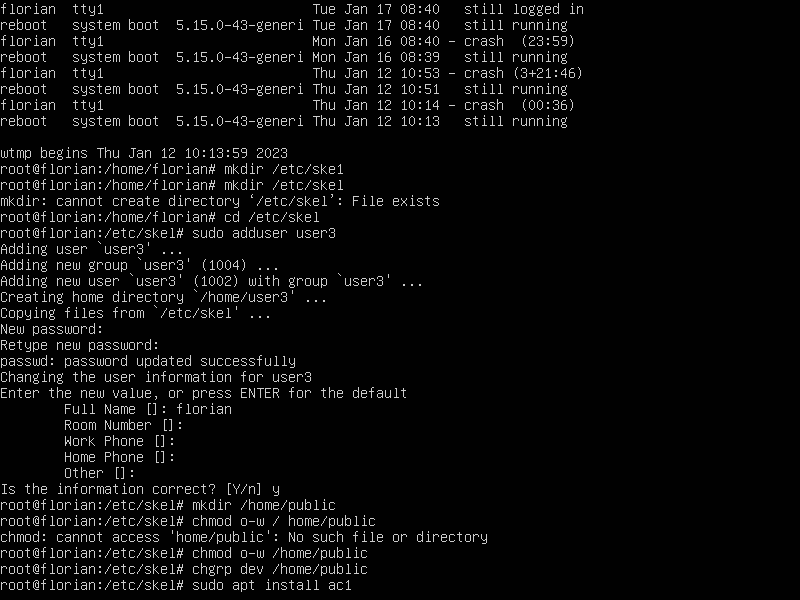 florian  tty1                          Tue Jan 17 08:40   still logged in
reboot   system boot  5.15.0-43-generi Tue Jan 17 08:40   still running
florian  tty1                          Mon Jan 16 08:40 - crash  (23:59)
reboot   system boot  5.15.0-43-generi Mon Jan 16 08:39   still running
florian  tty1                          Thu Jan 12 10:53 - crash (3+21:46)
reboot   system boot  5.15.0-43-generi Thu Jan 12 10:51   still running
florian  tty1                          Thu Jan 12 10:14 - crash  (00:36)
reboot   system boot  5.15.0-43-generi Thu Jan 12 10:13   still running
wtmp begins Thu Jan 12 10:13:59 2023
root@florian:/home/florian# mkdir /etc/ske1
root@florian:/home/florian# mkdir /etc/skel
mkdir: cannot create directory ‘/etc/skel’: File exists
root@florian:/home/florian# cd /etc/skel
root@florian:/etc/skel# sudo adduser user3
Adding user `user3' ...
Adding new group `user3' (1004) ...
Adding new user `user3' (1002) with group `user3' ...
Creating home directory `/home/user3' ...
Copying files from `/etc/skel' ...
New password:
Retype new password:
passwd: password updated successfully
Changing the user information for user3
Enter the new value, or press ENTER for the default
        Full Name []: florian
        Room Number []:
        Work Phone []:
        Home Phone []:
        Other []:
Is the information correct? [Y/n] y
root@florian:/etc/skel# mkdir /home/public
root@florian:/etc/skel# chmod o-w / home/public
chmod: cannot access 'home/public': No such file or directory
root@florian:/etc/skel# chmod o-w /home/public
root@florian:/etc/skel# chgrp dev /home/public
root@florian:/etc/skel# sudo apt install ac1